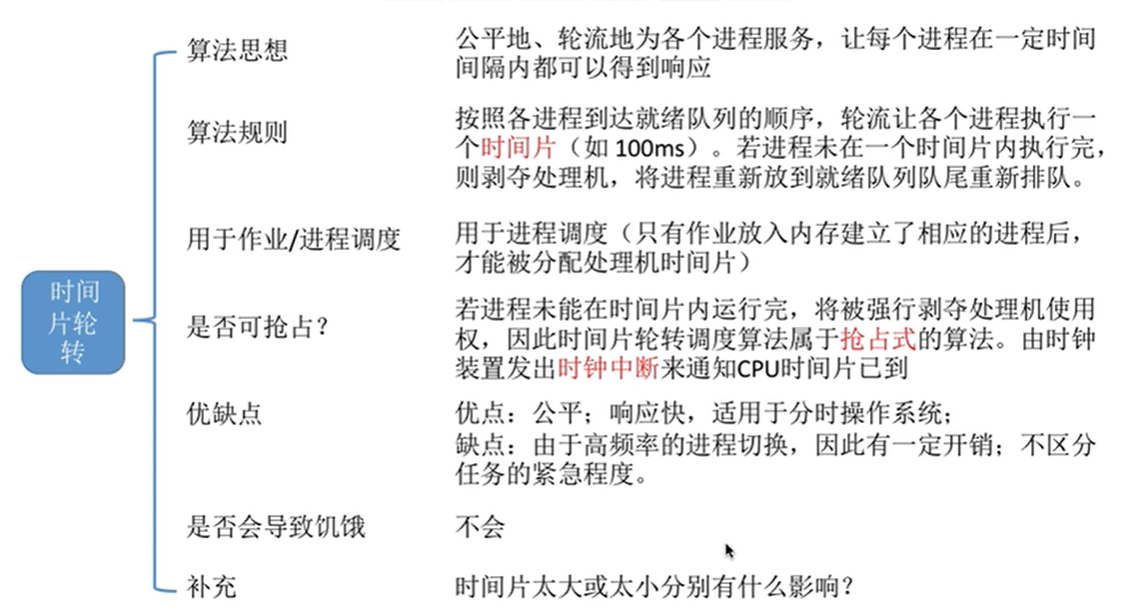 算法思想
公平地、轮流地为各个进程服务，让每个进程在一定时间
间隔内都可以得到响应
算法规则
按照各进程到达就绪队列的顺序，轮流让各个进程执行一
个时间片（如 100ms）。若进程未在一个时间片内执行完，
则剥夺处理机，将进程重新放到就绪队列队尾重新排队。
用于作业/进程调度
用于进程调度（只有作业放入内存建立了相应的进程后，
才能被分配处理机时间片）
时间
片轮
转
是否可抢占？
若进程未能在时间片内运行完，将被强行剥夺处理机使用
权，因此时间片轮转调度算法属于抢占式的算法。由时钟
装置发出时钟中断来通知CPU时间片已到
优缺点
优点：公平；响应快，适用于分时操作系统；
缺点：由于高频率的进程切换，因此有一定开销；不区分
任务的紧急程度。
是否会导致饥饿
不会
补充
时间片太大或太小分别有什么影响？